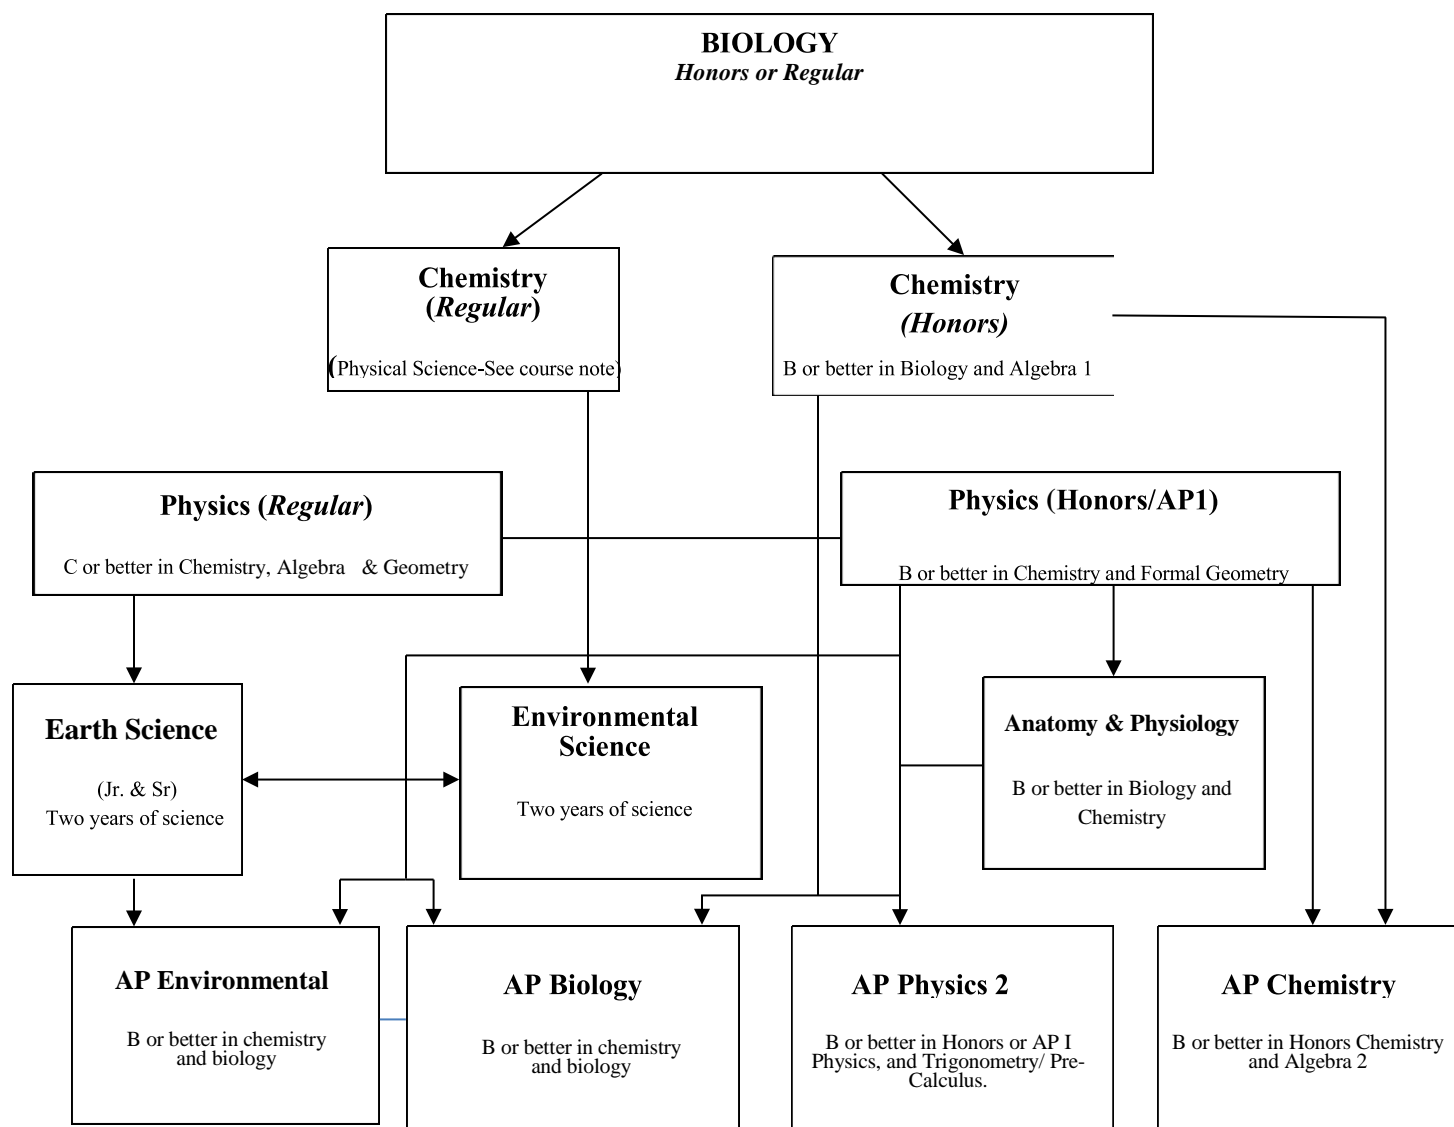 BIOLOGY
Honors or Regular
Chemistry
(Regular)
(Physical Science-See course note)
Chemistry
(Honors)
B or better in Biology and Algebra 1
Physics (Regular)
C or better in Chemistry, Algebra & Geometry
Physics (Honors/AP1)
B or better in Chemistry and Formal Geometry
Earth Science
(Jr. & Sr)
Two years of science
Environmental
Science
Two years of science
Anatomy & Physiology
B or better in Biology and
Chemistry
AP Environmental
B or better in chemistry
and biology
AP Biology
B or better in chemistry
and biology
AP Physics 2
B or better in Honors or AP I
Physics, and Trigonometry/ Pre-
Calculus.
AP Chemistry
B or better in Honors Chemistry
and Algebra 2